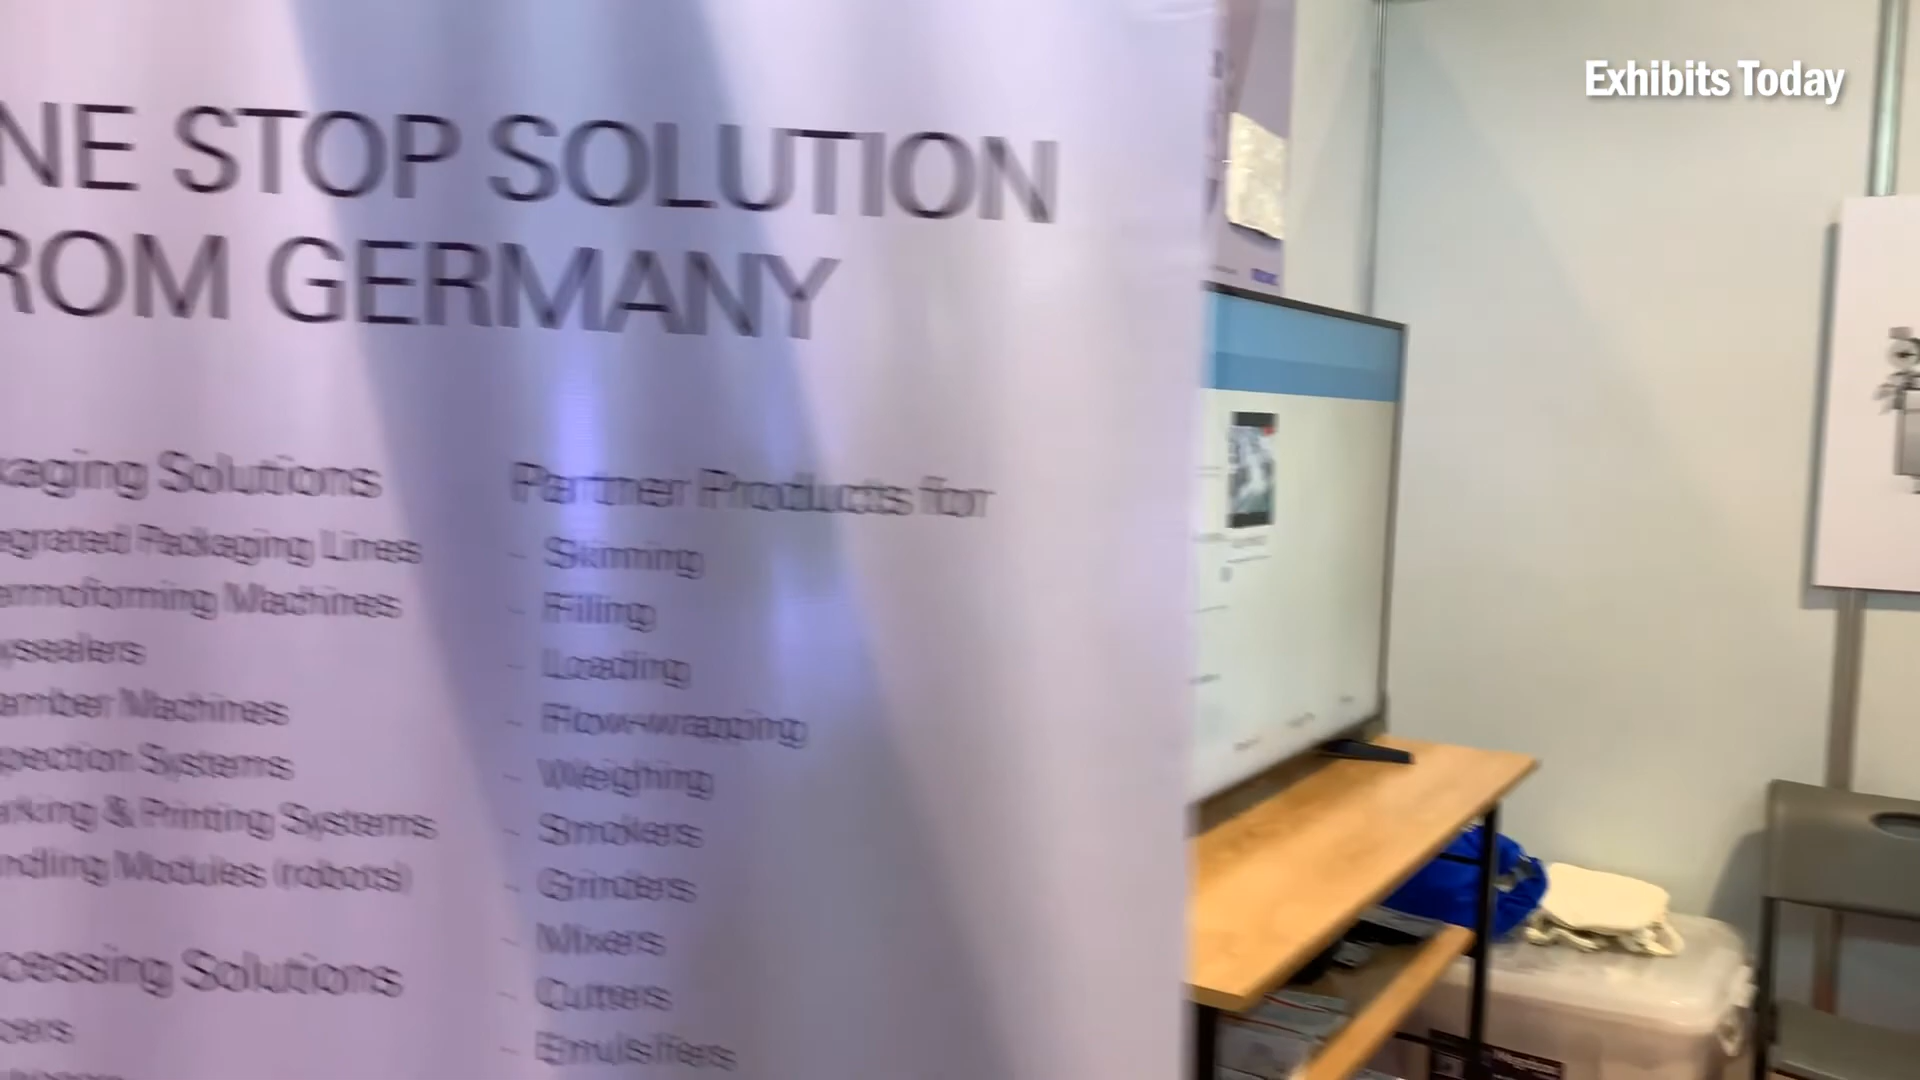 Exhibits Today
NE STOP SOLUTION
ROM GERMANY
kaging Solutions
egrated Packaging Lines
ermoforming Machines
ysealers
amber Machines
pection Systems
arking & Printing Systems
ndling Modules (robots)
cessing Solutions
cers
Partner Products for
- Skinning
- Filling
- Loading
- Flow-wrapping
- Weighing
- Smokers
- Grinders
- Mixers
- Cutters
- Emulsifiers